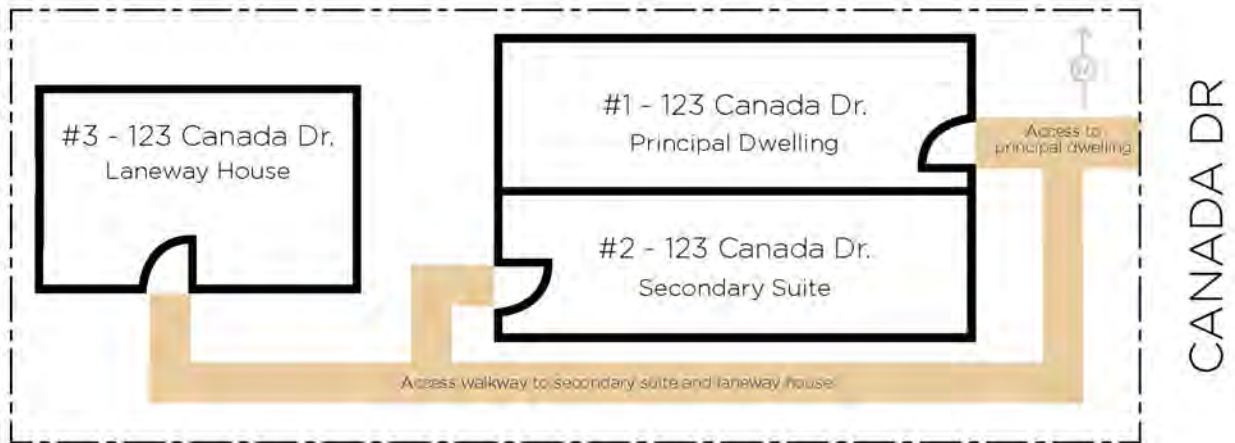 #3 - 123 Canada Dr.
Laneway House
#1 - 123 Canada Dr.
Principal Dwelling
Access to
principal dwelling
#2 - 123 Canada Dr.
Secondary Suite
Access walkway to secondary suite and laneway house
CANADA DR